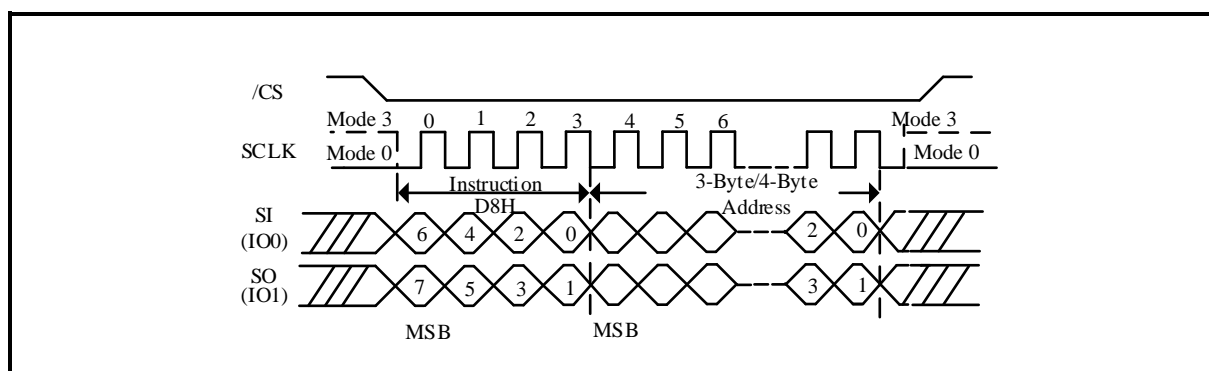 /CS
Mode 3 0 1 2 3 4 5 6 Mode 3
SCLK Mode 0 Mode 0
Instruction 3-Byte/4-Byte
D8H Address
SI
(IO0) 6 4 2 0 2 0
SO
(IO1) 7 5 3 1 3 1
MSB MSB